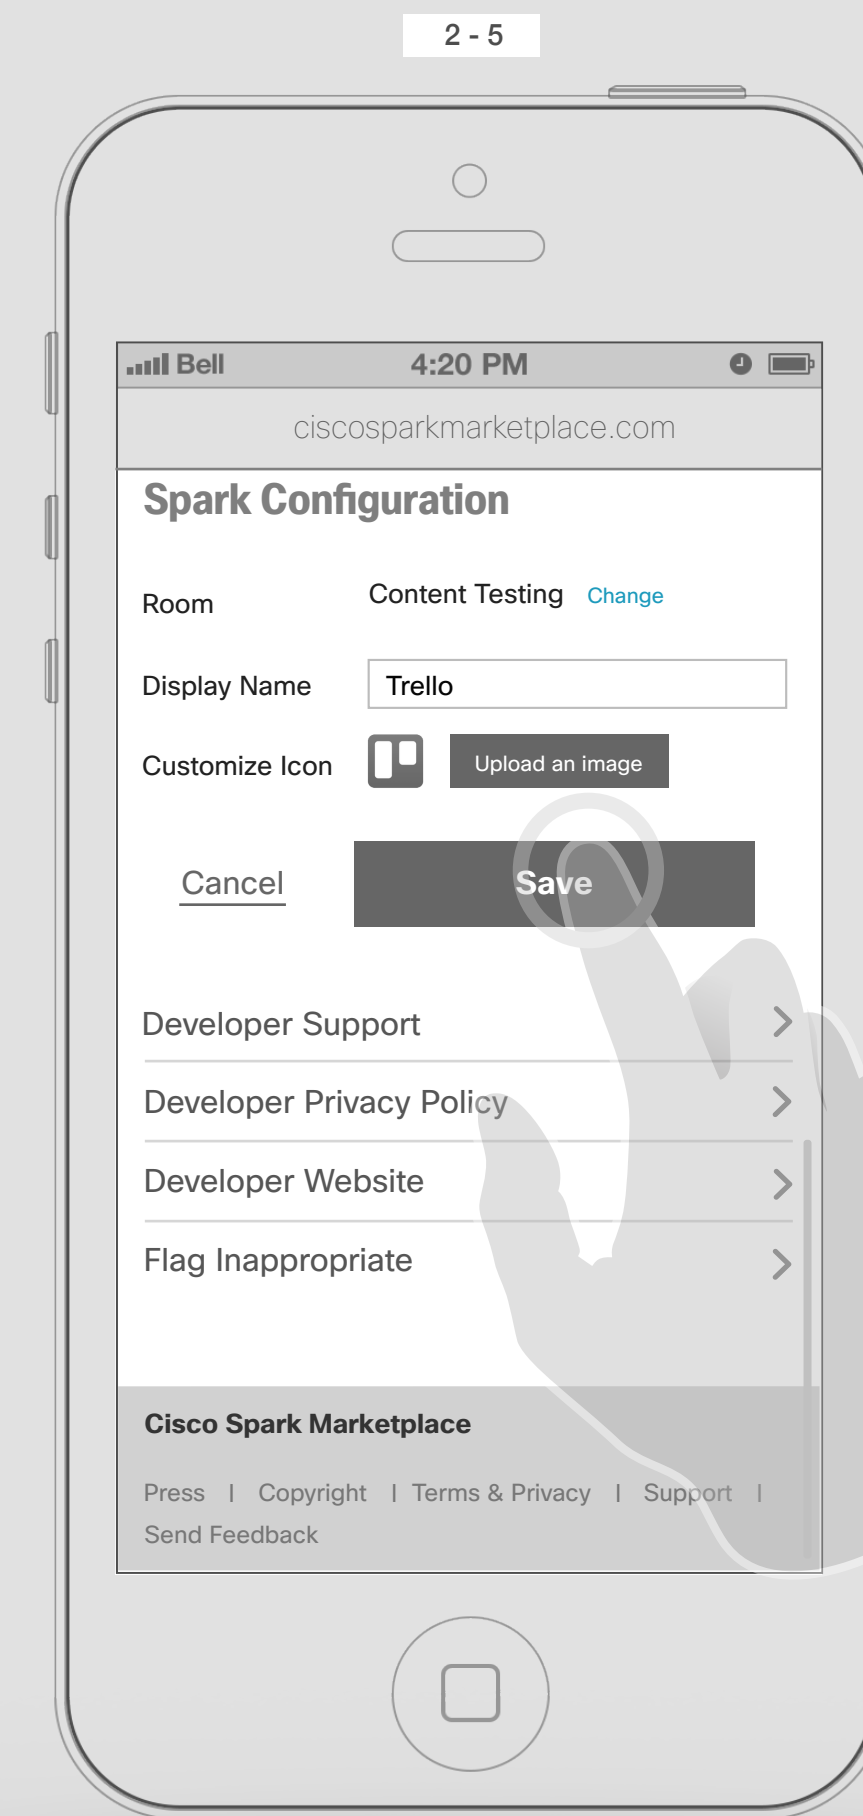 2 - 5
Bell 4:20 PM
ciscosparkmarketplace.com
Spark Configuration
Room Content Testing Change
Display Name Trello
Customize Icon Upload an image
Cancel Save
Developer Support
Developer Privacy Policy
Developer Website
Flag Inappropriate
Cisco Spark Marketplace
Press | Copyright | Terms & Privacy | Support |
Send Feedback